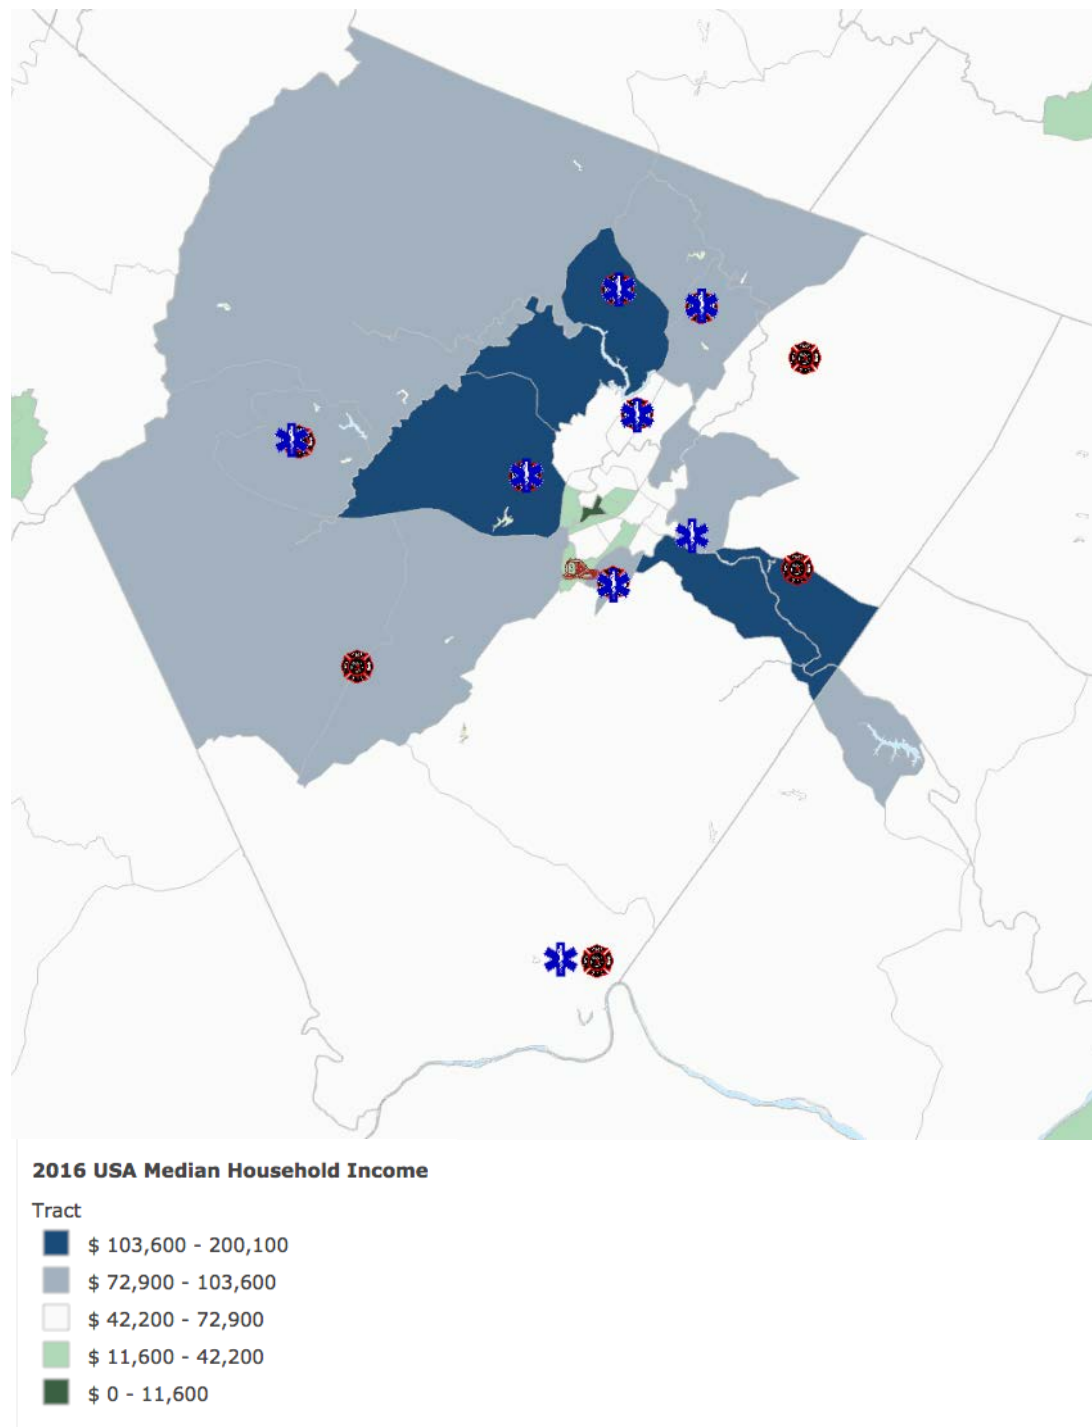 2016 USA Median Household Income
Tract
$ 103,600 - 200,100
$ 72,900 - 103,600
$ 42,200 - 72,900
$ 11,600 - 42,200
$ 0 - 11,600